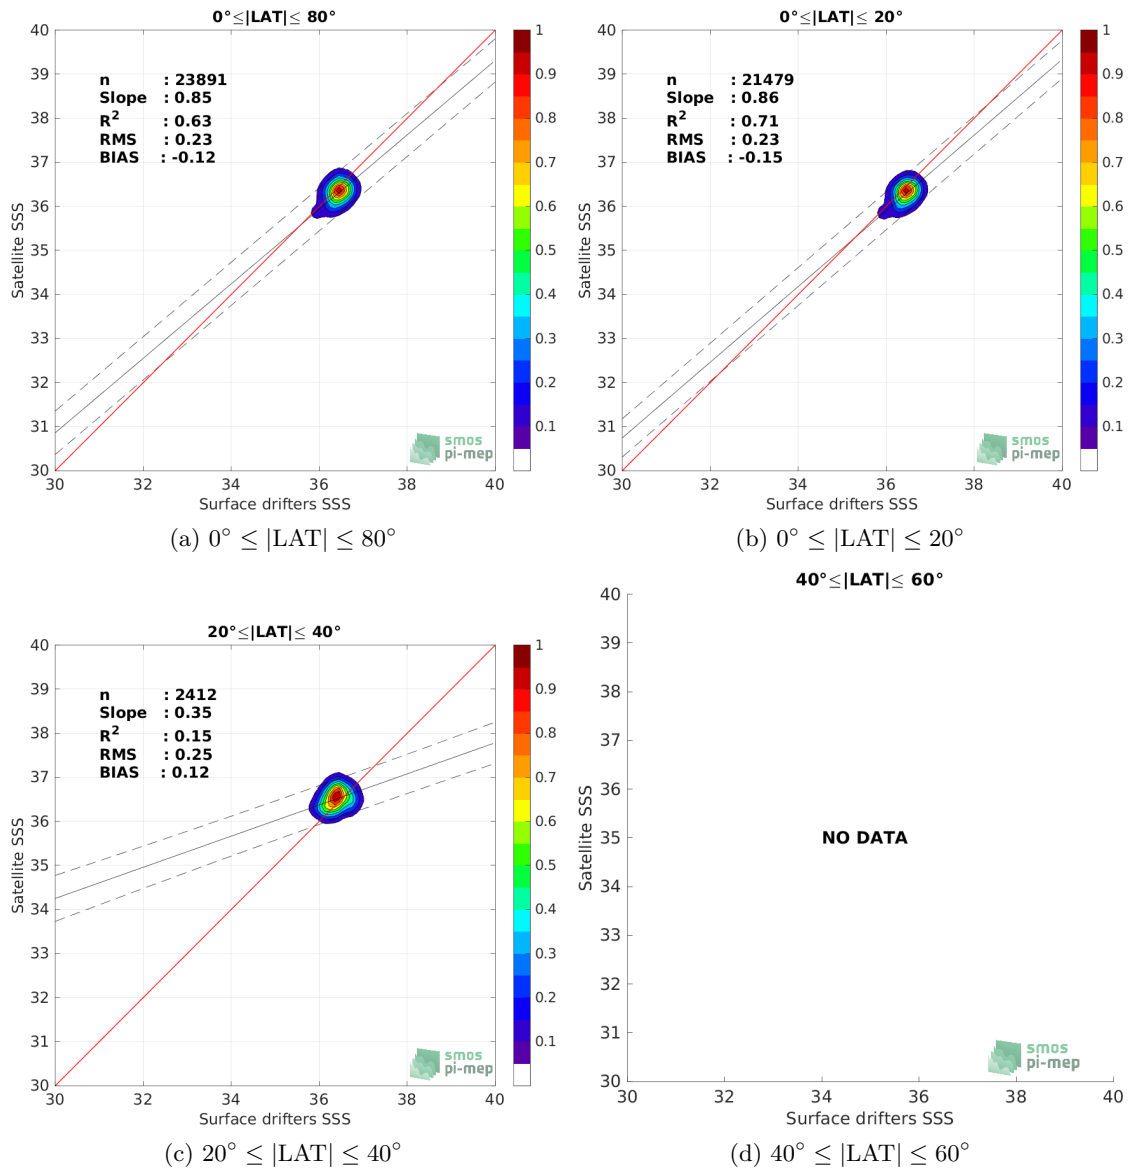 0°≤|LAT|≤ 80°
40
39
38
37
36
35
34
33
32
31
30
Satellite SSS
n : 23891
Slope : 0.85
R2 : 0.63
RMS : 0.23
BIAS : -0.12
smos
pi-mep
30 32 34 36 38 40
Surface drifters SSS
1
0.9
0.8
0.7
0.6
0.5
0.4
0.3
0.2
0.1
(a) 0° ≤ |LAT| ≤ 80°
0°≤|LAT|≤ 20°
40
39
38
37
36
35
34
33
32
31
30
Satellite SSS
n : 21479
Slope : 0.86
R2 : 0.71
RMS : 0.23
BIAS : -0.15
smos
pi-mep
30 32 34 36 38 40
Surface drifters SSS
1
0.9
0.8
0.7
0.6
0.5
0.4
0.3
0.2
0.1
(b) 0° ≤ |LAT| ≤ 20°
20°≤|LAT|≤ 40°
40
39
38
37
36
35
34
33
32
31
30
Satellite SSS
n : 2412
Slope : 0.35
R2 : 0.15
RMS : 0.25
BIAS : 0.12
smos
pi-mep
30 32 34 36 38 40
Surface drifters SSS
1
0.9
0.8
0.7
0.6
0.5
0.4
0.3
0.2
0.1
(c) 20° ≤ |LAT| ≤ 40°
40°≤|LAT|≤ 60°
40
39
38
37
36
35
34
33
32
31
30
Satellite SSS
NO DATA
smos
pi-mep
30 32 34 36 38 40
Surface drifters SSS
(d) 40° ≤ |LAT| ≤ 60°